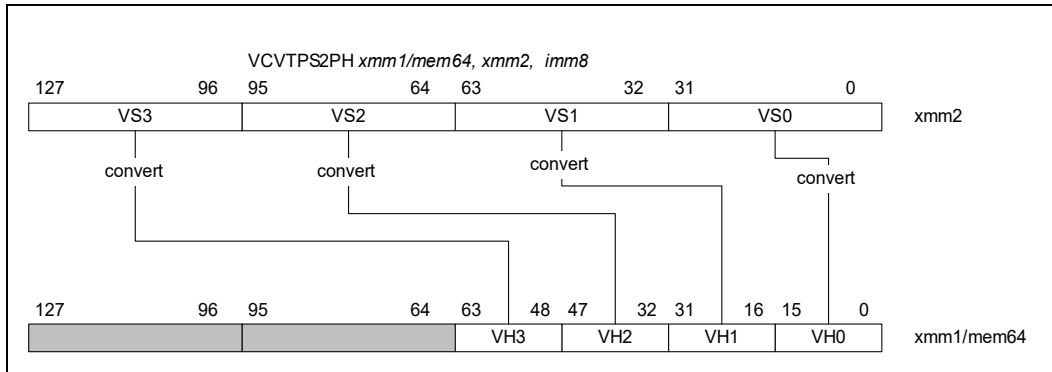 VCVTPS2PH xmm1/mem64, xmm2, imm8
127 96 95 64 63 32 31 0
VS3 VS2 VS1 VS0 xmm2
convert convert convert convert
127 96 95 64 63 48 47 32 31 16 15 0
VH3 VH2 VH1 VH0 xmm1/mem64